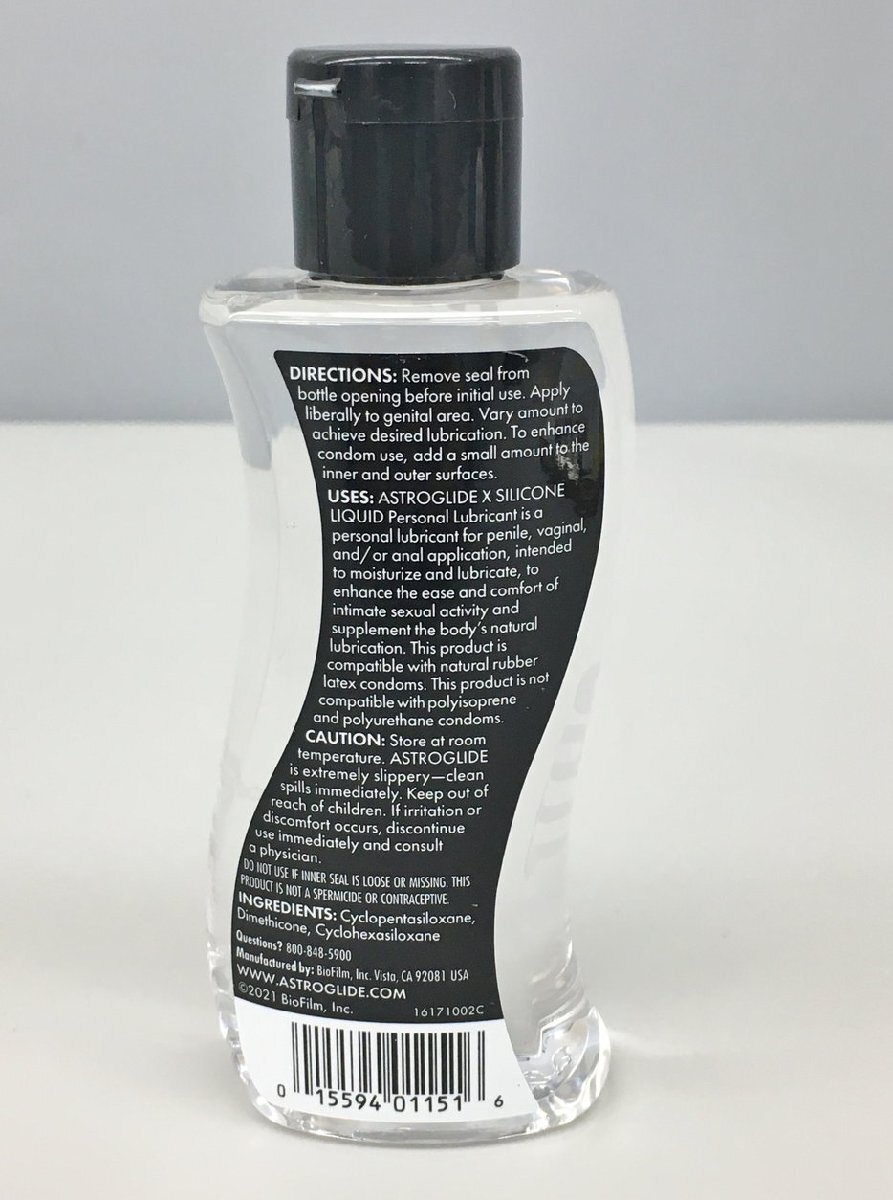 DIRECTIONS: Remove seal from
bottle opening before initial use. Apply
liberally to genital area. Vary amount to
achieve desired lubrication. To enhance
condom use, add a small amount to the
inner and outer surfaces.
USES: ASTROGLIDE X SILICONE
LIQUID Personal Lubricant is a
personal lubricant for penile, vaginal,
and/or anal application, intended
to moisturize and lubricate, to
enhance the ease and comfort of
intimate sexual activity and
supplement the body's natural
lubrication. This product is
compatible with natural rubber
latex condoms. This product is not
compatible with polyisoprene
and polyurethane condoms.
CAUTION: Store at room
temperature. ASTROGLIDE
is extremely slippery—clean
spills immediately. Keep out of
reach of children. If irritation or
discomfort occurs, discontinue
use immediately and consult
a physician.
DO NOT USE IF INNER SEAL IS LOOSE OR MISSING. THIS
PRODUCT IS NOT A SPERMICIDE OR CONTRACEPTIVE.
INGREDIENTS: Cyclopentasiloxane,
Dimethicone, Cyclohexasiloxane
Questions? 800-848-5900
Manufactured by: BioFilm, Inc. Vista, CA 92081 USA
WWW.ASTROGLIDE.COM
©2021 BioFilm, Inc. 16171002C
0 15594 01151 6